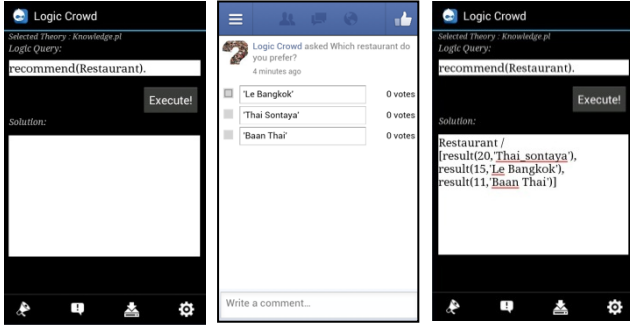 Logic Crowd
Selected Theory : Knowledge.pl
Logic Query:
recommend(Restaurant).
Execute!
Solution:
Logic Crowd asked Which restaurant do
you prefer?
4 minutes ago
'Le Bangkok' 0 votes
'Thai Sontaya' 0 votes
'Baan Thai' 0 votes
Write a comment...
Logic Crowd
Selected Theory : Knowledge.pl
Logic Query:
recommend(Restaurant).
Execute!
Solution:
Restaurant /
[result(20,'Thai_sontaya'),
result(15,'Le Bangkok'),
result(11,'Baan Thai')]